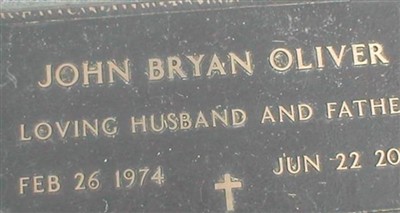 JOHN BRYAN OLIVER
LOVING HUSBAND AND FATHE
FEB 26 1974 JUN 22 20